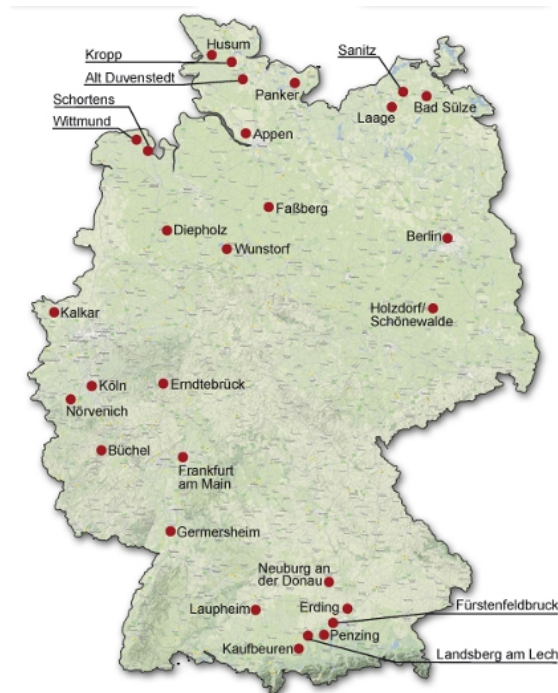 Husum
Kropp
Sanitz
Alt Duvenstedt
Panker
Laage
Bad Sülze
Schortens
Wittmund
Appen
Faßberg
Diepholz
Wunstorf
Berlin
Kalkar
Holzdorf/
Schönewalde
Köln
Erndtebrück
Nörvenich
Büchel
Frankfurt
am Main
Germersheim
Neuburg an
der Donau
Laupheim
Erding
Fürstenfeldbruck
Penzing
Kaufbeuren
Landsberg am Lech